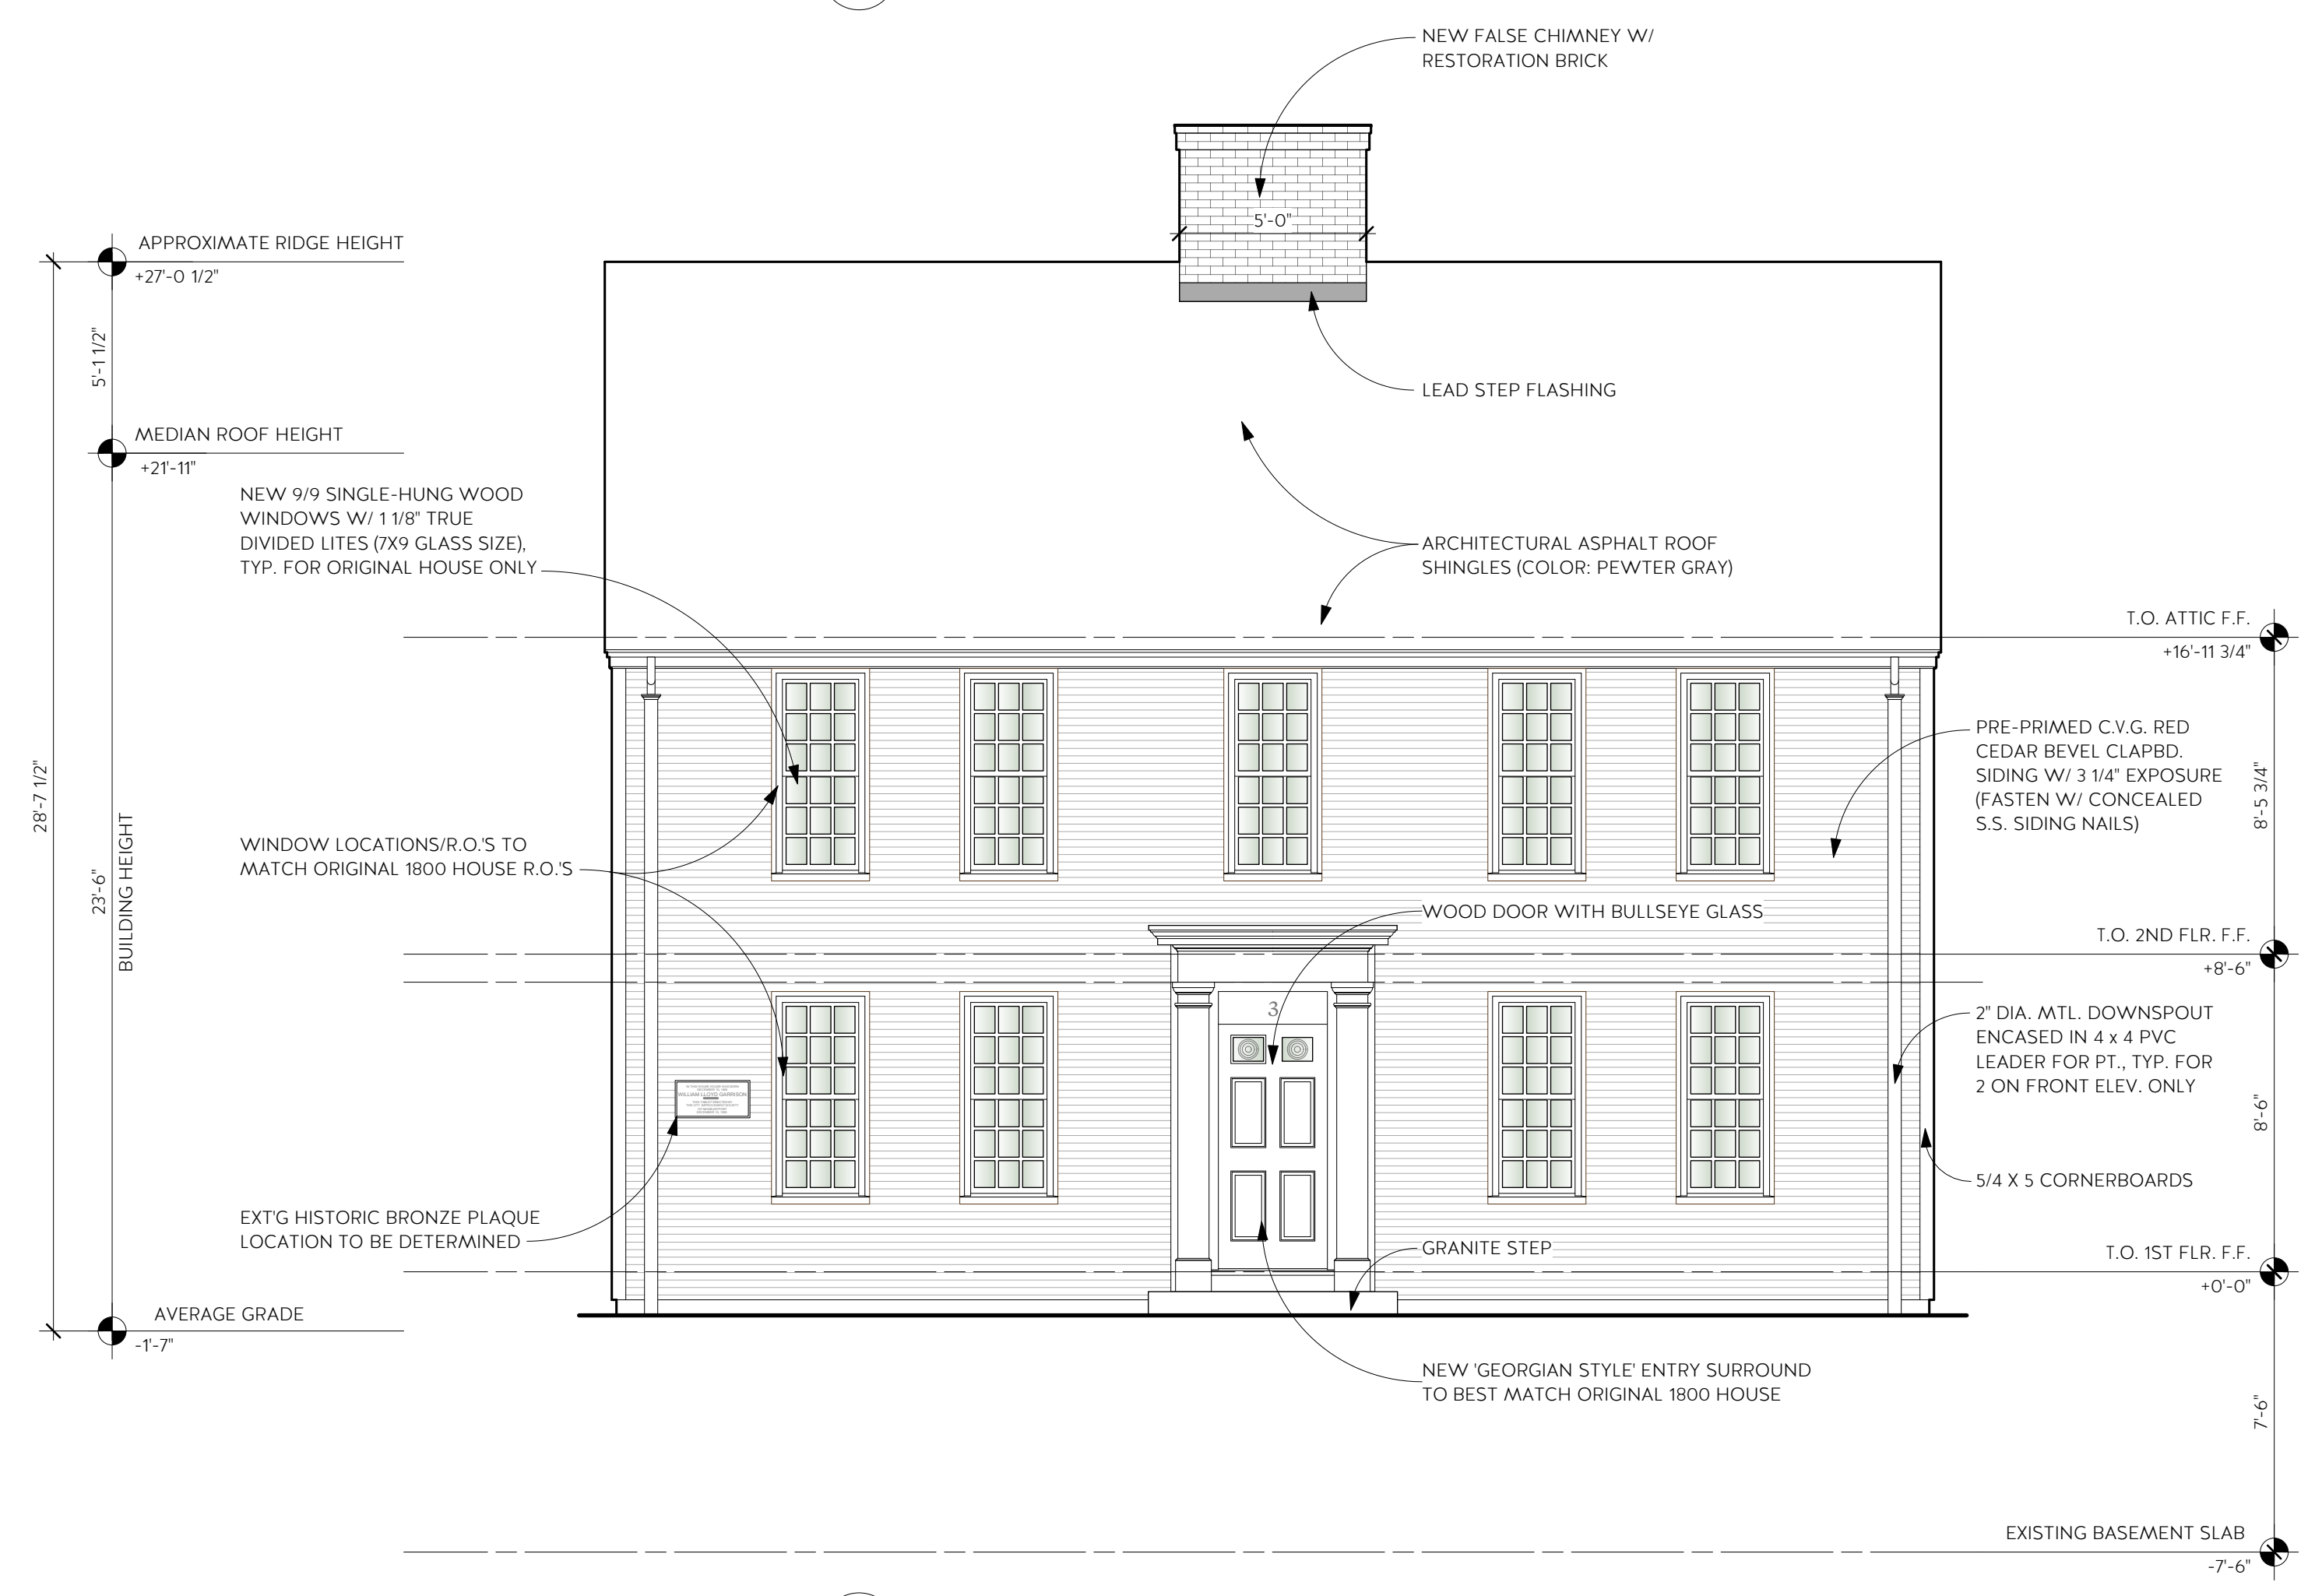 NEW FALSE CHIMNEY W/
RESTORATION BRICK
5'-0"
APPROXIMATE RIDGE HEIGHT
+27'-0 1/2"
5'-1 1/2"
LEAD STEP FLASHING
MEDIAN ROOF HEIGHT
+21'-11"
NEW 9/9 SINGLE-HUNG WOOD
WINDOWS W/ 1 1/8" TRUE
DIVIDED LITES (7X9 GLASS SIZE),
TYP. FOR ORIGINAL HOUSE ONLY
ARCHITECTURAL ASPHALT ROOF
SHINGLES (COLOR: PEWTER GRAY)
T.O. ATTIC F.F.
+16'-11 3/4"
PRE-PRIMED C.V.G. RED
CEDAR BEVEL CLAPBD.
SIDING W/ 3 1/4" EXPOSURE
(FASTEN W/ CONCEALED
S.S. SIDING NAILS)
8'-5 3/4"
28'-7 1/2"
23'-6"
BUILDING HEIGHT
WINDOW LOCATIONS/R.O.'S TO
MATCH ORIGINAL 1800 HOUSE R.O.'S
WOOD DOOR WITH BULLSEYE GLASS
T.O. 2ND FLR. F.F.
+8'-6"
3
2" DIA. MTL. DOWNSPOUT
ENCASED IN 4 x 4 PVC
LEADER FOR PT., TYP. FOR
2 ON FRONT ELEV. ONLY
8'-6"
WILLIAM LLOYD GARRISON
5/4 X 5 CORNERBOARDS
EXT'G HISTORIC BRONZE PLAQUE
LOCATION TO BE DETERMINED
GRANITE STEP
T.O. 1ST FLR. F.F.
+0'-0"
AVERAGE GRADE
-1'-7"
NEW 'GEORGIAN STYLE' ENTRY SURROUND
TO BEST MATCH ORIGINAL 1800 HOUSE
7'-6"
EXISTING BASEMENT SLAB
-7'-6"